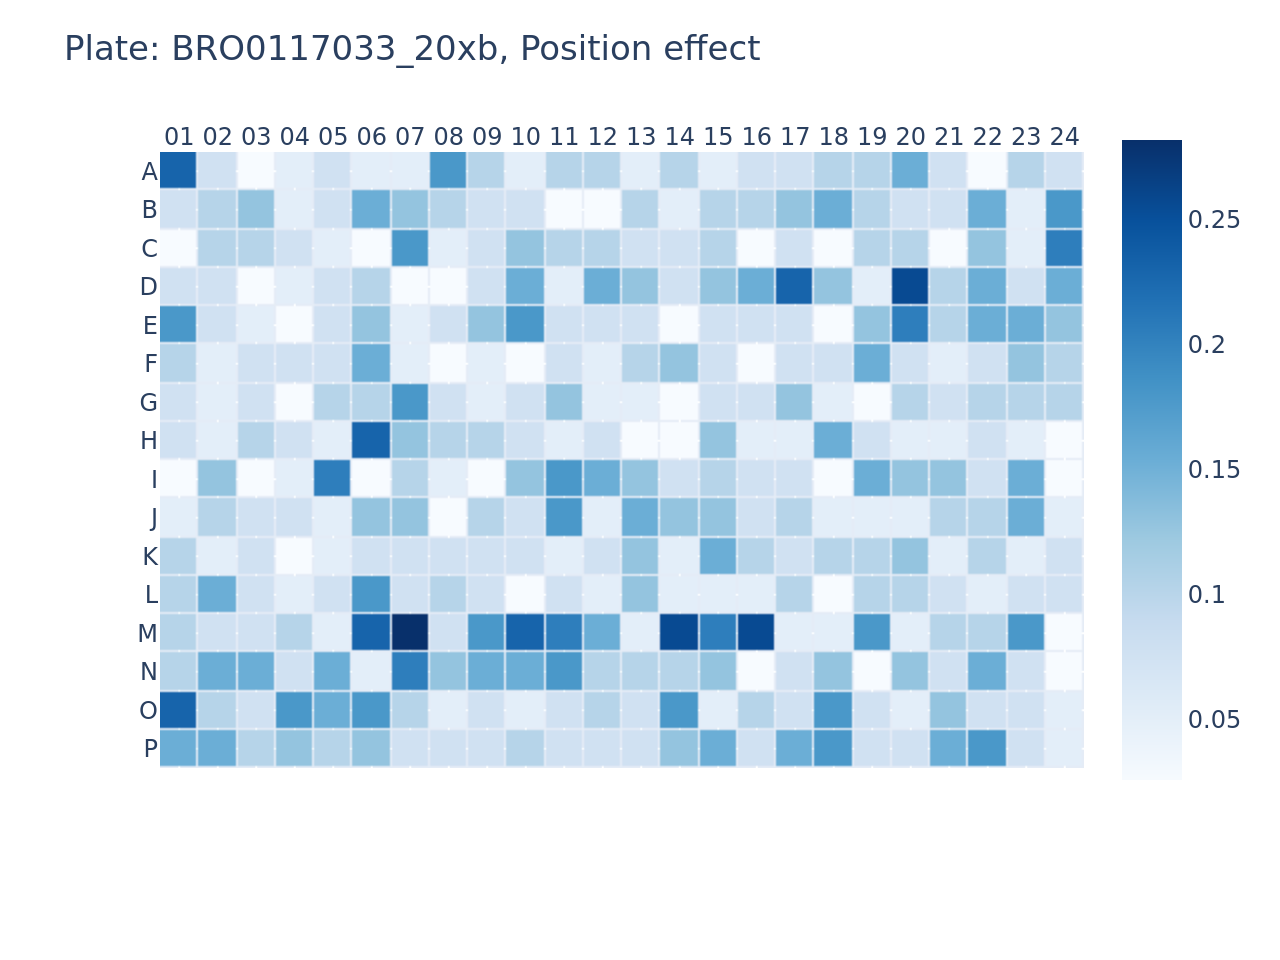 Plate: BRO0117033_20xb, Position effect
01 02 03 04 05 06 07 08 09 10 11 12 13 14 15 16 17 18 19 20 21 22 23 24
A
B
0.25
C
D
E
0.2
F
G
H
I
0.15
J
K
L
0.1
M
N
O
0.05
P